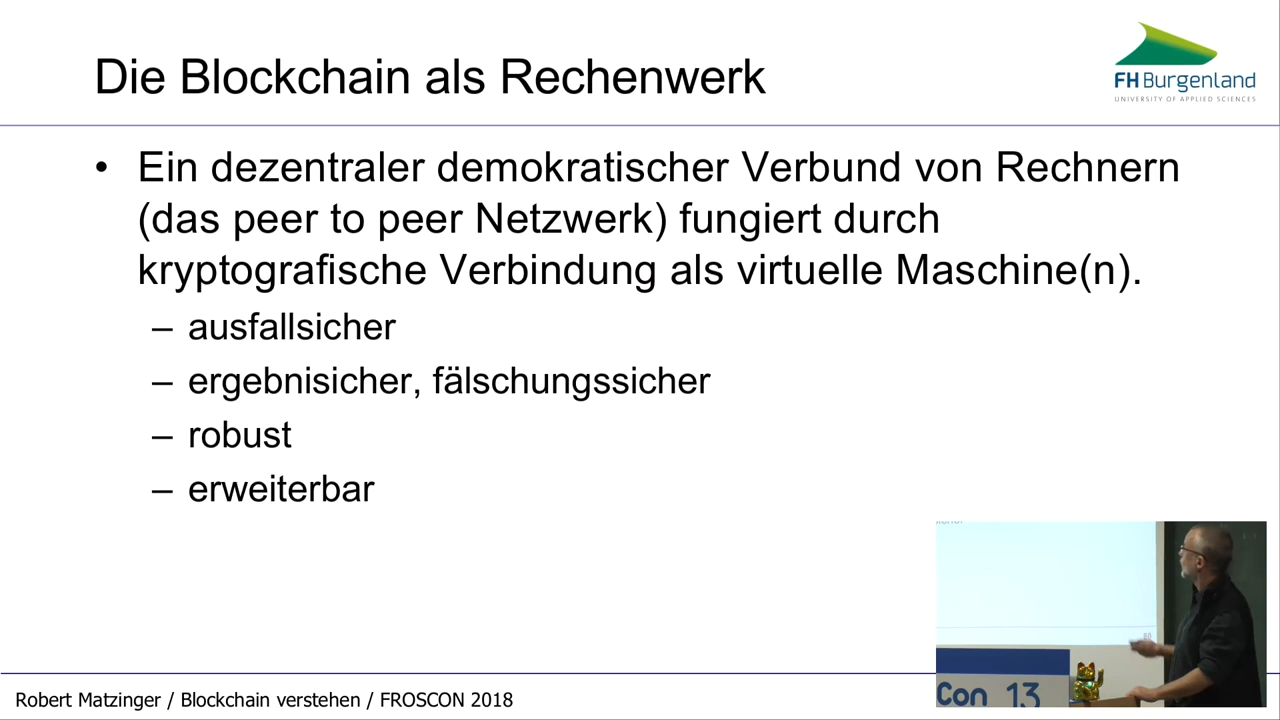 Die Blockchain als Rechenwerk
FH Burgenland
UNIVERSITY OF APPLIED SCIENCES
• Ein dezentraler demokratischer Verbund von Rechnern
(das peer to peer Netzwerk) fungiert durch
kryptografische Verbindung als virtuelle Maschine(n).
– ausfallsicher
– ergebnisicher, fälschungssicher
– robust
– erweiterbar
Con 13
Robert Matzinger / Blockchain verstehen / FROSCON 2018